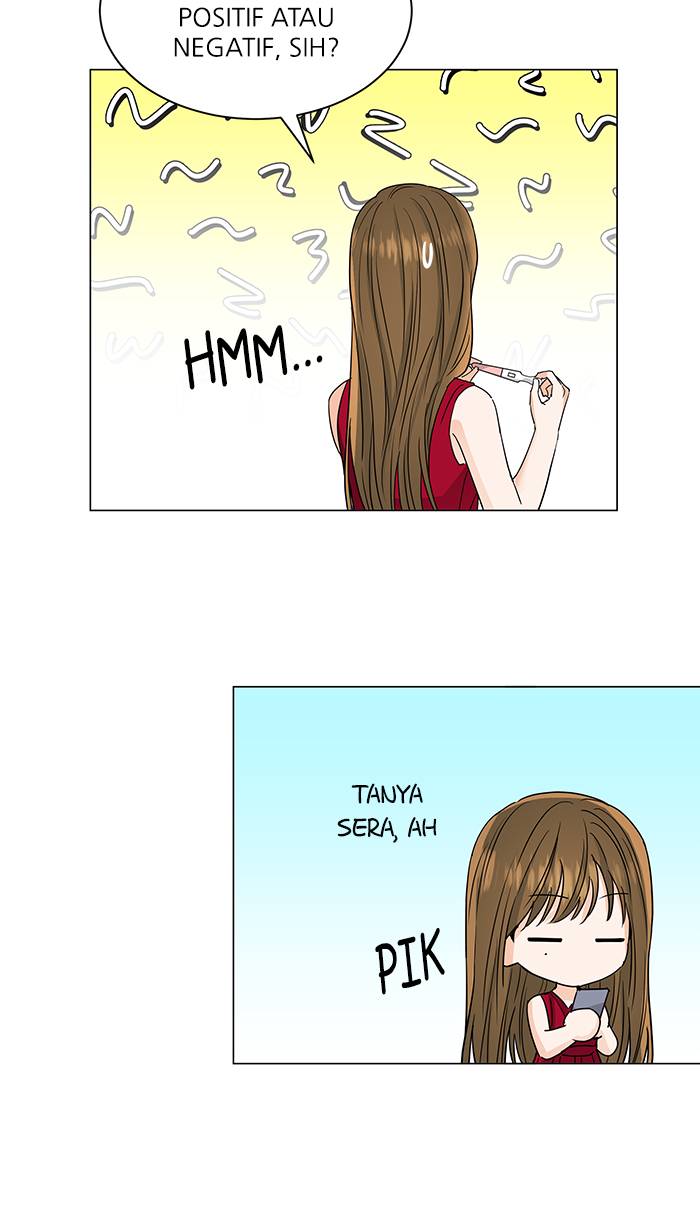 POSITIF ATAU
NEGATIF, SIH?
HMM...
TANYA
SERA, AH
PIK